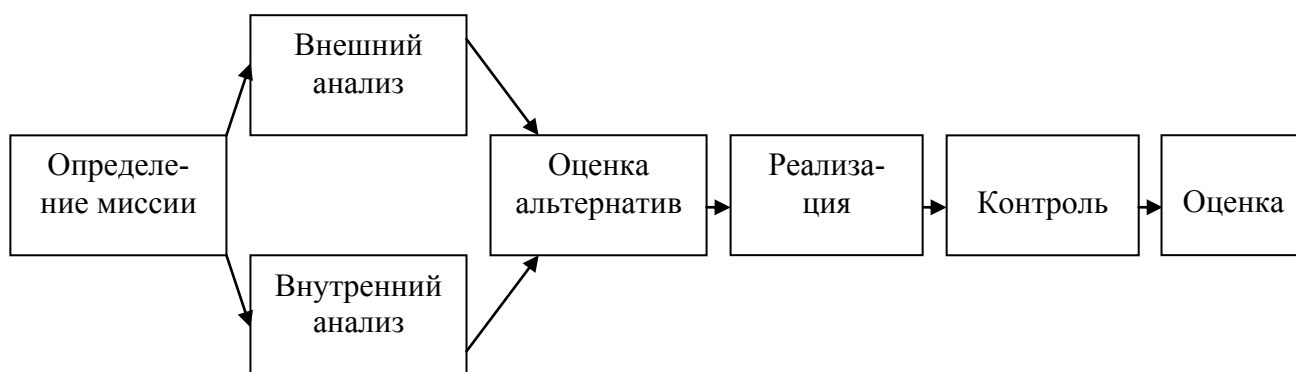 Внешний
анализ
Определе-
ние миссии
Внутренний
анализ
Оценка
альтернатив
Реализа-
ция
Контроль
Оценка